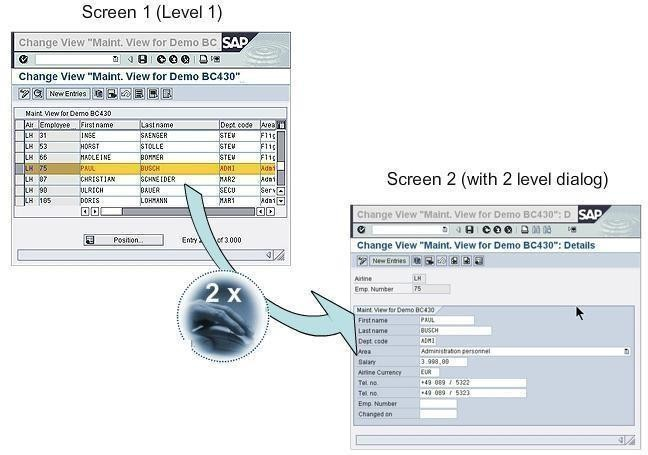 Screen 1 (Level 1)
Change View "Maint. View for Demo BC
SAP
Change View "Maint. View for Demo BC430"
New Entries
Maint. View for Demo BC430
Air Employee First name Last name Dept. code Area
LH 31 INGE SAENGER STEW Flig
LH 53 HORST STOLLE STEW Flig
LH 66 MADLEINE BOMMER STEW Flig
LH 75 PAUL BUSCH ADMI Admi
LH 87 CHRISTIAN SCHNEIDER MAR2 Admi
LH 90 ULRICH BAUER SECU Serv
LH 105 DORIS LOHMANN MAR1 Admi
Position... Entry of 3.000
2 x
Screen 2 (with 2 level dialog)
Change View "Maint. View for Demo BC430": D
SAP
Change View "Maint. View for Demo BC430": Details
New Entries
Airline LH
Emp. Number 75
Maint. View for Demo BC430
First name PAUL
Last name BUSCH
Dept. code ADMI
Area Administration personnel
Salary 3.998,00
Airline Currency EUR
Tel. no. +49 089 / 5322
Tel. no. +49 089 / 5323
Emp. Number
Changed on